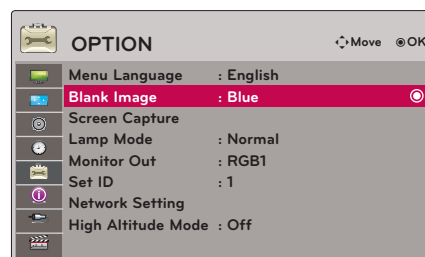 OPTION Move OK
Menu Language : English
Blank Image : Blue
Screen Capture
Lamp Mode : Normal
Monitor Out : RGB1
Set ID : 1
Network Setting
High Altitude Mode : Off